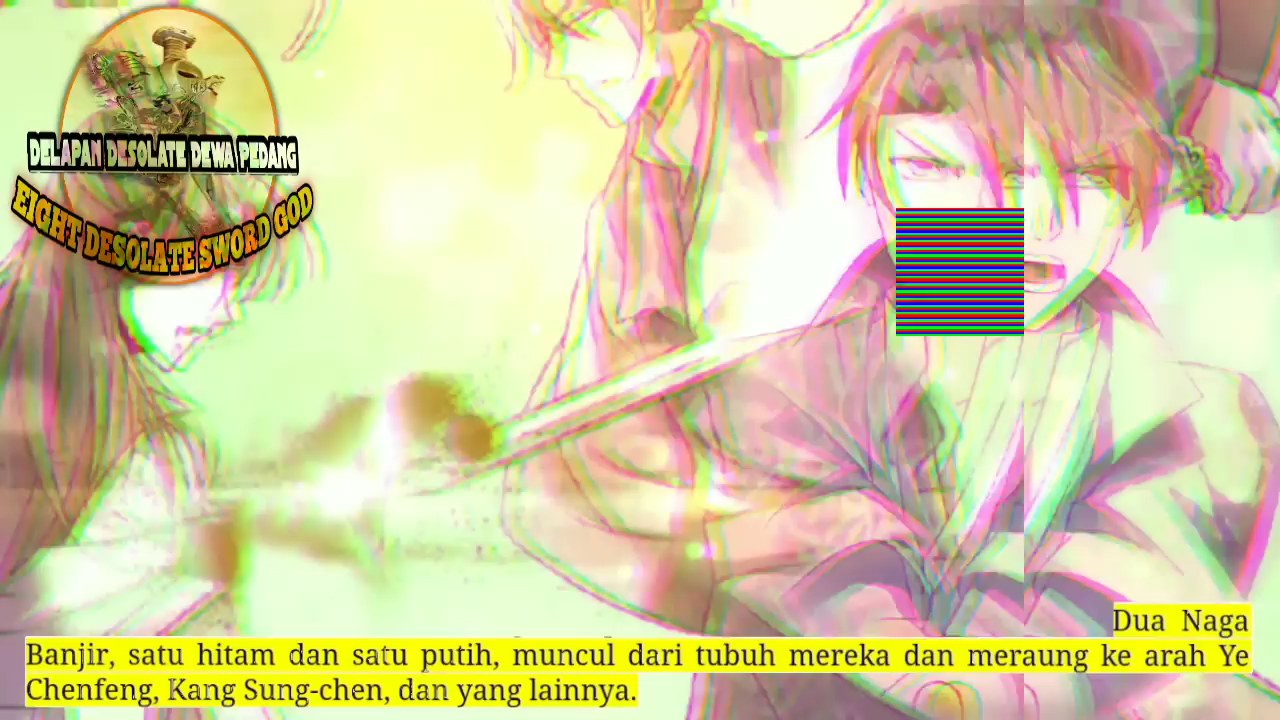 DELAPAN DESOLATE DEWA PEDANG
EIGHT DESOLATE SWORD GOD
Dua Naga
Banjir, satu hitam dan satu putih, muncul dari tubuh mereka dan meraung ke arah Ye
Chenfeng, Kang Sung-chen, dan yang lainnya.